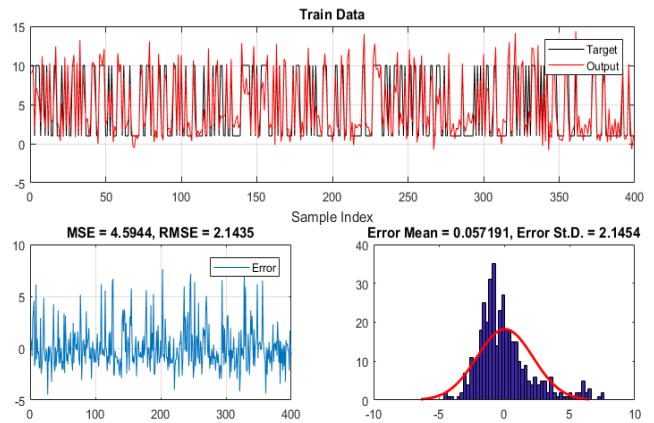 Train Data
15
10
5
0
-5
Target
Output
0 50 100 150 200 250 300 350 400
Sample Index
MSE = 4.5944, RMSE = 2.1435
10
5
0
-5
Error
0 100 200 300 400
Error Mean = 0.057191, Error St.D. = 2.1454
40
30
20
10
0
-10 -5 0 5 10